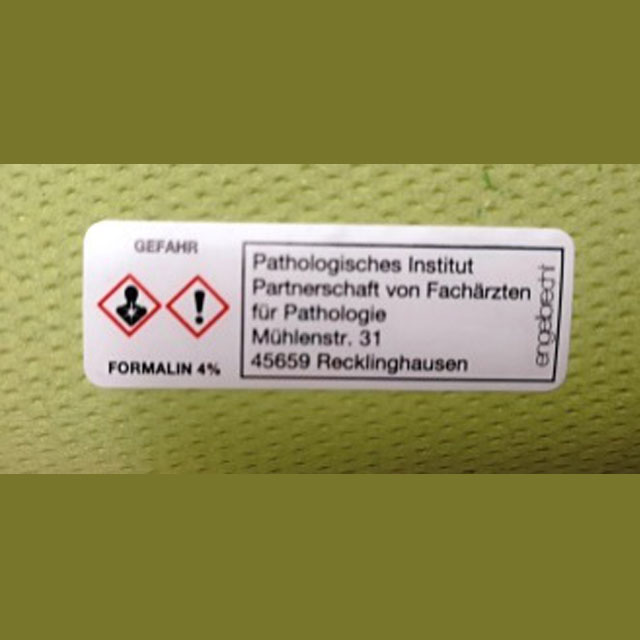 GEFAHR
FORMALIN 4%
Pathologisches Institut
Partnerschaft von Fachärzten
für Pathologie
Mühlenstr. 31
45659 Recklinghausen
engelbrecht